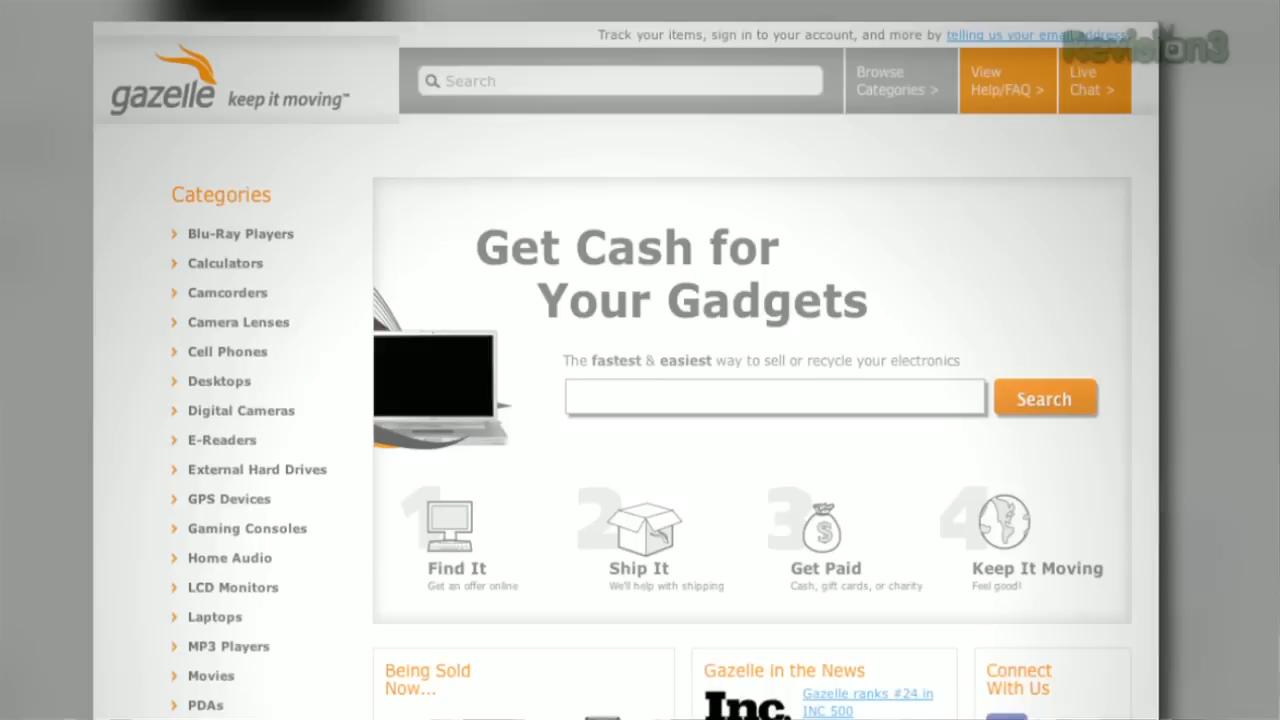 Track your items, sign in to your account, and more by telling us your email address
Revision3
gazelle keep it moving™
Search
Browse
Categories >
View
Help/FAQ >
Live
Chat >
Categories
Blu-Ray Players
Calculators
Camcorders
Camera Lenses
Cell Phones
Desktops
Digital Cameras
E-Readers
External Hard Drives
GPS Devices
Gaming Consoles
Home Audio
LCD Monitors
Laptops
MP3 Players
Movies
PDAs
Get Cash for
Your Gadgets
The fastest & easiest way to sell or recycle your electronics
Search
1
Find It
Get an offer online
2
Ship It
We'll help with shipping
3
$
Get Paid
Cash, gift cards, or charity
4
Keep It Moving
Feel good!
Being Sold
Now...
Gazelle in the News
Inc.
Gazelle ranks #24 in
INC 500
Connect
With Us